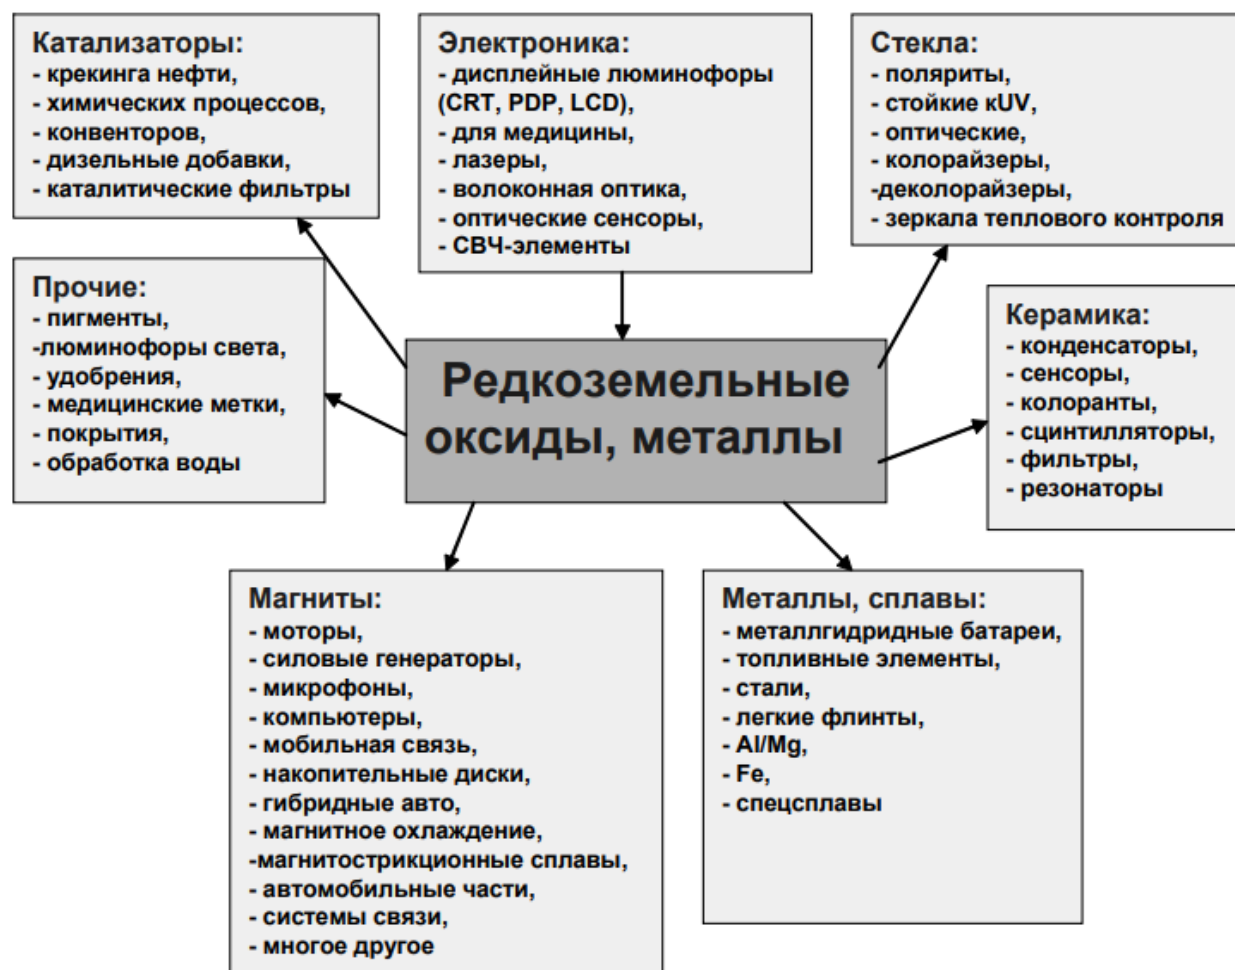 Катализаторы:
- крекинга нефти,
- химических процессов,
- конвенторов,
- дизельные добавки,
- каталитические фильтры
Электроника:
- дисплейные люминофоры
(CRT, PDP, LCD),
- для медицины,
- лазеры,
- волоконная оптика,
- оптические сенсоры,
- СВЧ-элементы
Стекла:
- поляриты,
- стойкие кUV,
- оптические,
- колорайзеры,
-деколорайзеры,
- зеркала теплового контроля
Прочие:
- пигменты,
-люминофоры света,
- удобрения,
- медицинские метки,
- покрытия,
- обработка воды
Редкоземельные
оксиды, металлы
Керамика:
- конденсаторы,
- сенсоры,
- колоранты,
- сцинтилляторы,
- фильтры,
- резонаторы
Магниты:
- моторы,
- силовые генераторы,
- микрофоны,
- компьютеры,
- мобильная связь,
- накопительные диски,
- гибридные авто,
- магнитное охлаждение,
-магнитострикционные сплавы,
- автомобильные части,
- системы связи,
- многое другое
Металлы, сплавы:
- металлгидридные батареи,
- топливные элементы,
- стали,
- легкие флинты,
- Al/Mg,
- Fe,
- спецсплавы